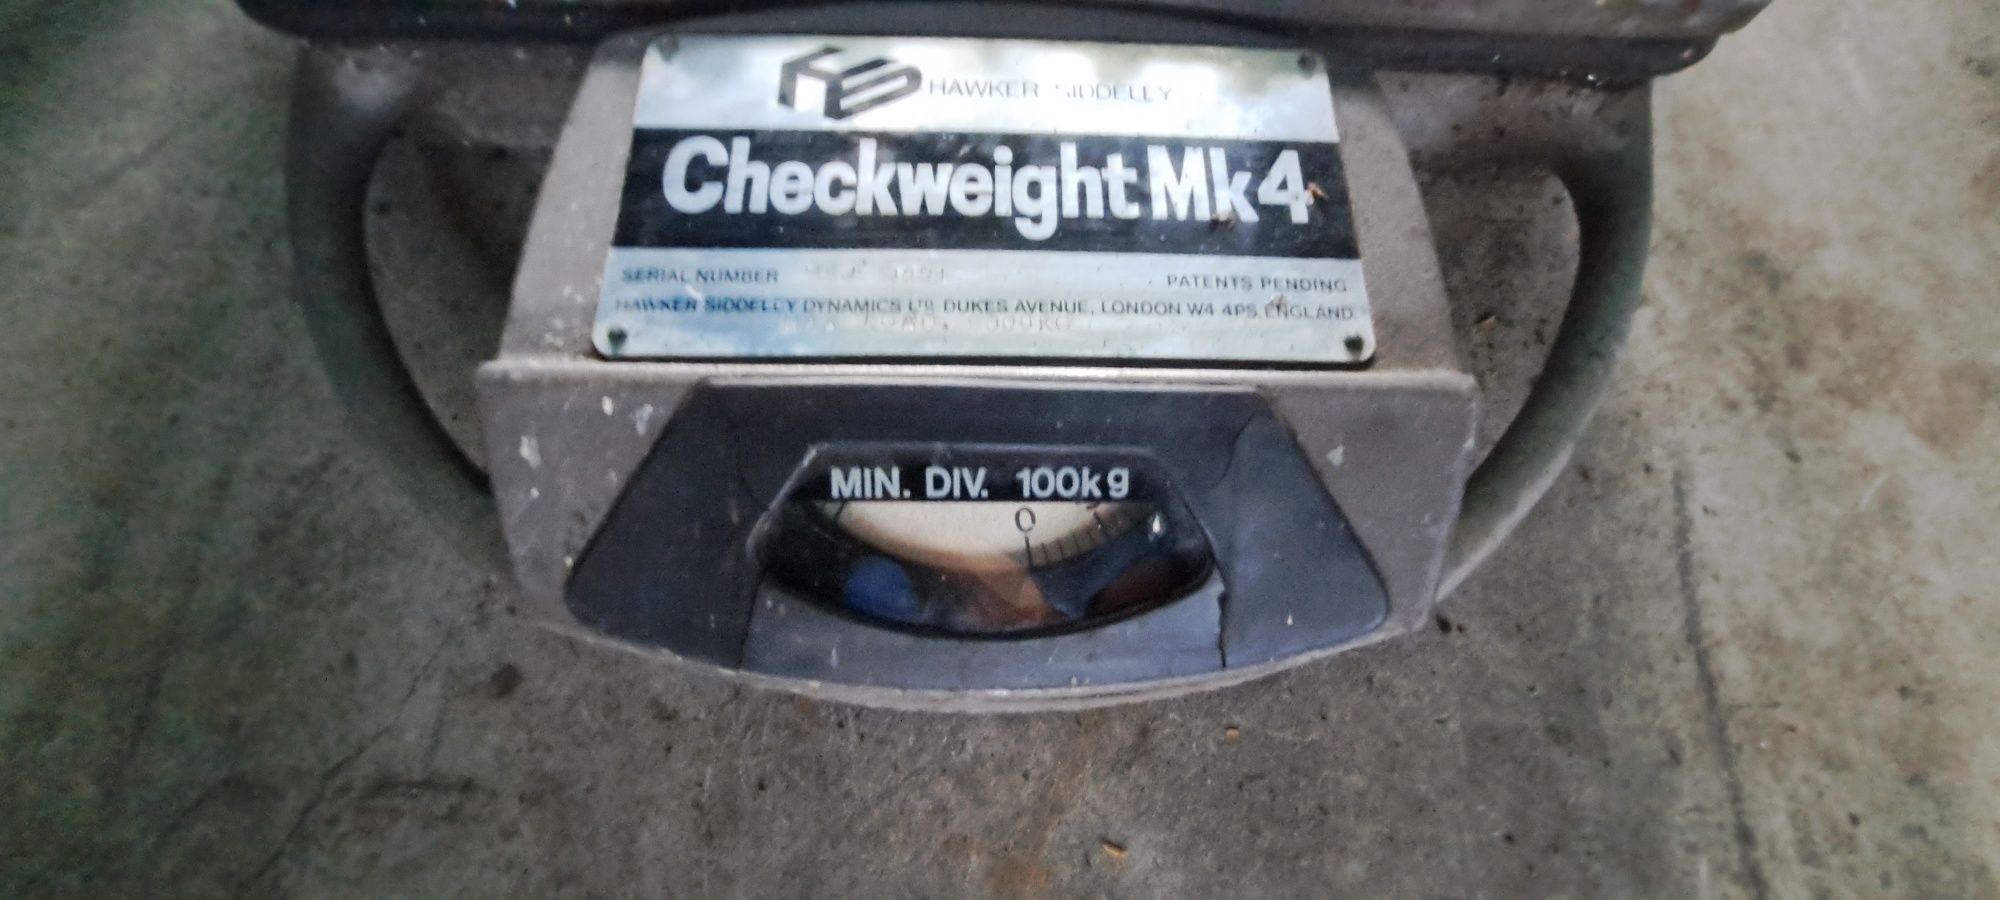 HS HAWKER SIDDELEY
Checkweight Mk4
SERIAL NUMBER
PATENTS PENDING
HAWKER SIDDELEY DYNAMICS LTD. DUKES AVENUE, LONDON W4 4PS, ENGLAND.
MIN. DIV. 100kg
0